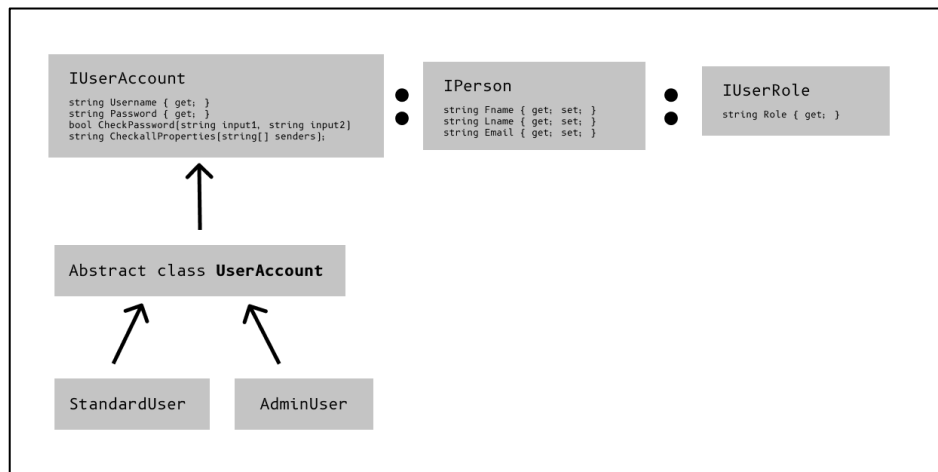 IUserAccount
string Username { get; }
string Password { get; }
bool CheckPassword[string input1, string input2]
string CheckallProperties[string[] senders];
:
IPerson
string Fname { get; set; }
string Lname { get; set; }
string Email { get; set; }
:
IUserRole
string Role { get; }
Abstract class UserAccount
StandardUser
AdminUser